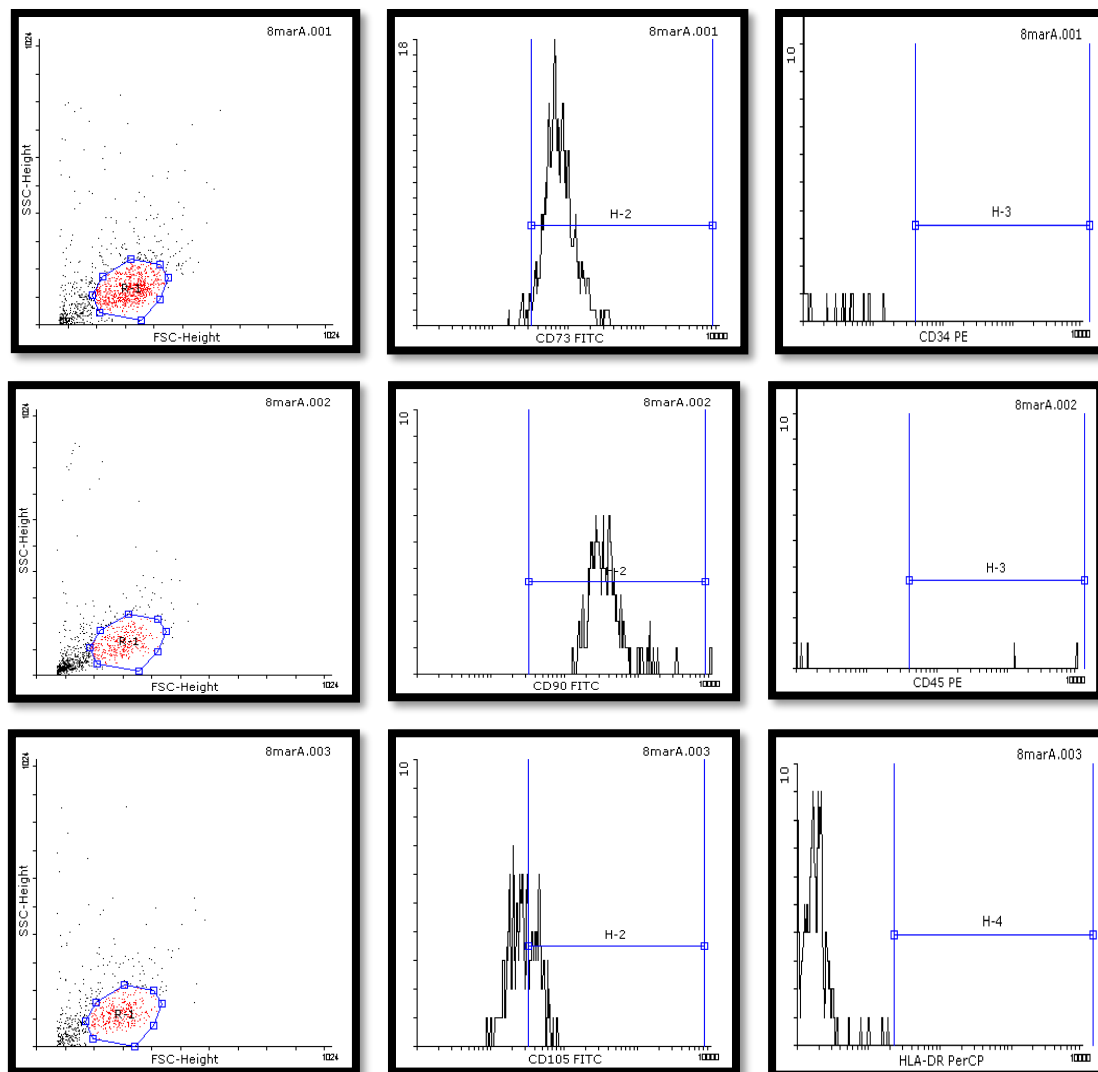 8marA.001
1024
SSC-Height
R-1
FSC-Height
1024
8marA.001
18
H-2
CD73 FITC
10000
8marA.001
10
H-3
CD34 PE
10000
8marA.002
1024
SSC-Height
R-1
FSC-Height
1024
8marA.002
10
H-2
CD90 FITC
10000
8marA.002
10
H-3
CD45 PE
10000
8marA.003
1024
SSC-Height
R-1
FSC-Height
1024
8marA.003
10
H-2
CD105 FITC
10000
8marA.003
10
H-4
HLA-DR PerCP
10000